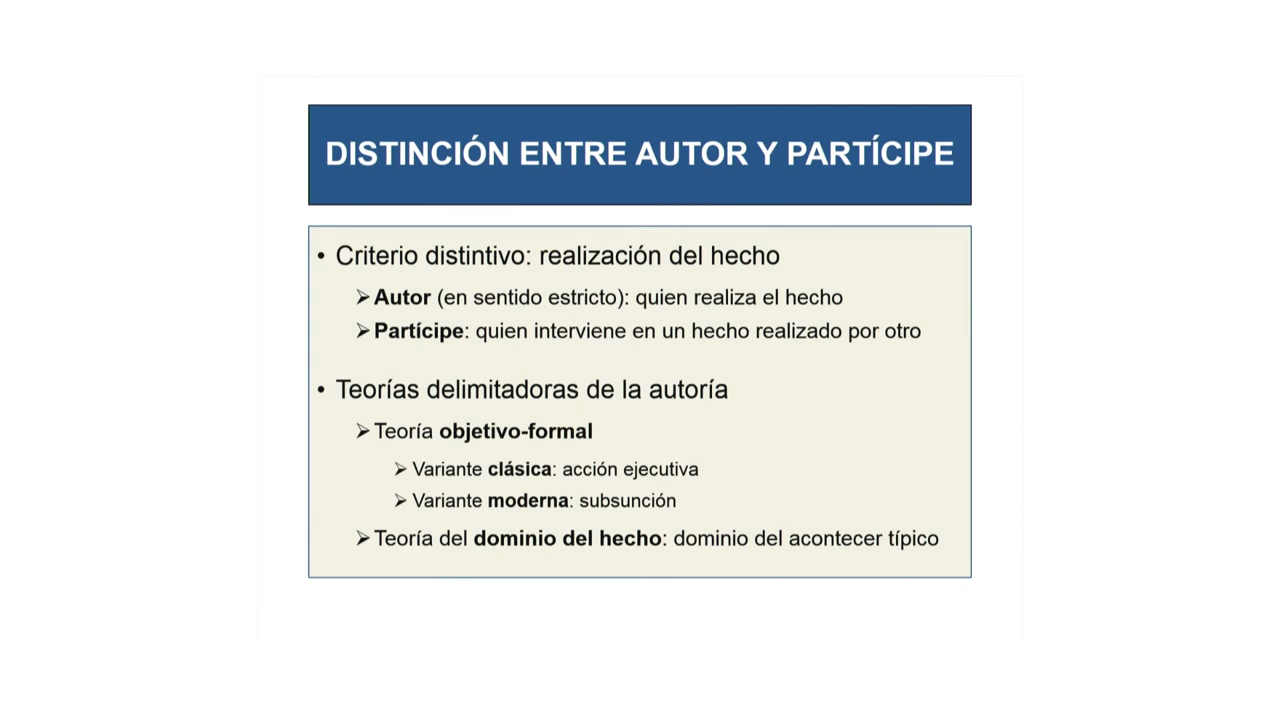 DISTINCIÓN ENTRE AUTOR Y PARTÍCIPE
• Criterio distintivo: realización del hecho
➢ Autor (en sentido estricto): quien realiza el hecho
➢ Partícipe: quien interviene en un hecho realizado por otro
• Teorías delimitadoras de la autoría
➢ Teoría objetivo-formal
➢ Variante clásica: acción ejecutiva
➢ Variante moderna: subsunción
➢ Teoría del dominio del hecho: dominio del acontecer típico